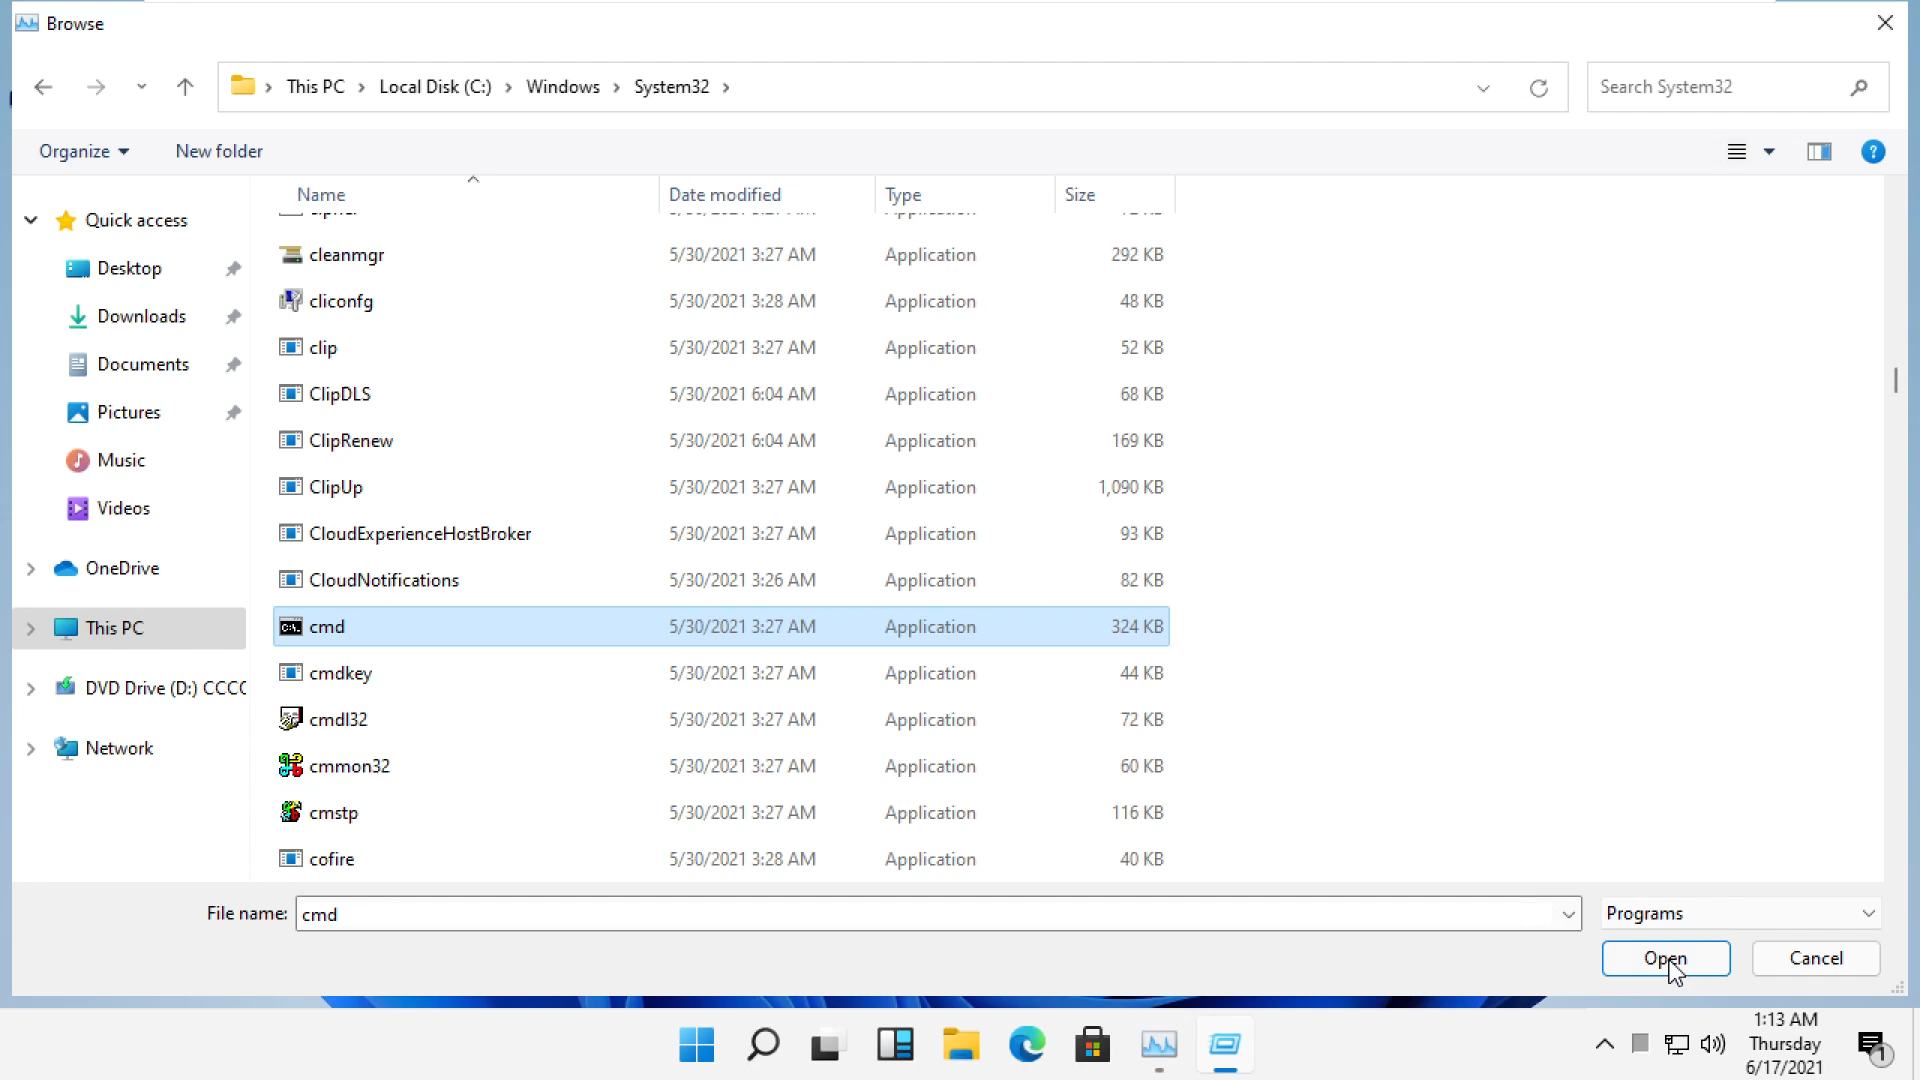 Browse
This PC > Local Disk (C:) > Windows > System32 >
Search System32
Organize
New folder
Name
Date modified
Type
Size
Quick access
Desktop
Downloads
Documents
Pictures
Music
Videos
OneDrive
This PC
DVD Drive (D:) CCCC
Network
cleanmgr 5/30/2021 3:27 AM Application 292 KB
cliconfg 5/30/2021 3:28 AM Application 48 KB
clip 5/30/2021 3:27 AM Application 52 KB
ClipDLS 5/30/2021 6:04 AM Application 68 KB
ClipRenew 5/30/2021 6:04 AM Application 169 KB
ClipUp 5/30/2021 3:27 AM Application 1,090 KB
CloudExperienceHostBroker 5/30/2021 3:27 AM Application 93 KB
CloudNotifications 5/30/2021 3:26 AM Application 82 KB
cmd 5/30/2021 3:27 AM Application 324 KB
cmdkey 5/30/2021 3:27 AM Application 44 KB
cmdl32 5/30/2021 3:27 AM Application 72 KB
cmmon32 5/30/2021 3:27 AM Application 60 KB
cmstp 5/30/2021 3:27 AM Application 116 KB
cofire 5/30/2021 3:28 AM Application 40 KB
File name: cmd
Programs
Open
Cancel
1:13 AM
Thursday
6/17/2021
1